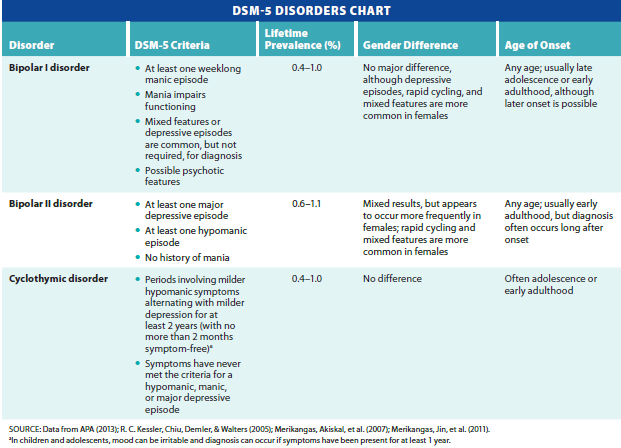 DSM-5 DISORDERS CHART
Disorder
DSM-5 Criteria
Lifetime
Prevalence (%)
Gender Difference
Age of Onset
Bipolar I disorder
• At least one weeklong
manic episode
• Mania impairs
functioning
• Mixed features or
depressive episodes
are common, but not
required, for diagnosis
• Possible psychotic
features
0.4–1.0
No major difference,
although depressive
episodes, rapid cycling, and
mixed features are more
common in females
Any age; usually late
adolescence or early
adulthood, although
later onset is possible
Bipolar II disorder
• At least one major
depressive episode
• At least one hypomanic
episode
• No history of mania
0.6–1.1
Mixed results, but appears
to occur more frequently in
females; rapid cycling and
mixed features are more
common in females
Any age; usually early
adulthood, but diagnosis
often occurs long after
onset
Cyclothymic disorder
• Periods involving milder
hypomanic symptoms
alternating with milder
depression for at
least 2 years (with no
more than 2 months
symptom-free)ª
• Symptoms have never
met the criteria for a
hypomanic, manic,
or major depressive
episode
0.4–1.0
No difference
Often adolescence or
early adulthood
SOURCE: Data from APA (2013); R. C. Kessler, Chiu, Demler, & Walters (2005); Merikangas, Akiskal, et al. (2007); Merikangas, Jin, et al. (2011).
ªIn children and adolescents, mood can be irritable and diagnosis can occur if symptoms have been present for at least 1 year.